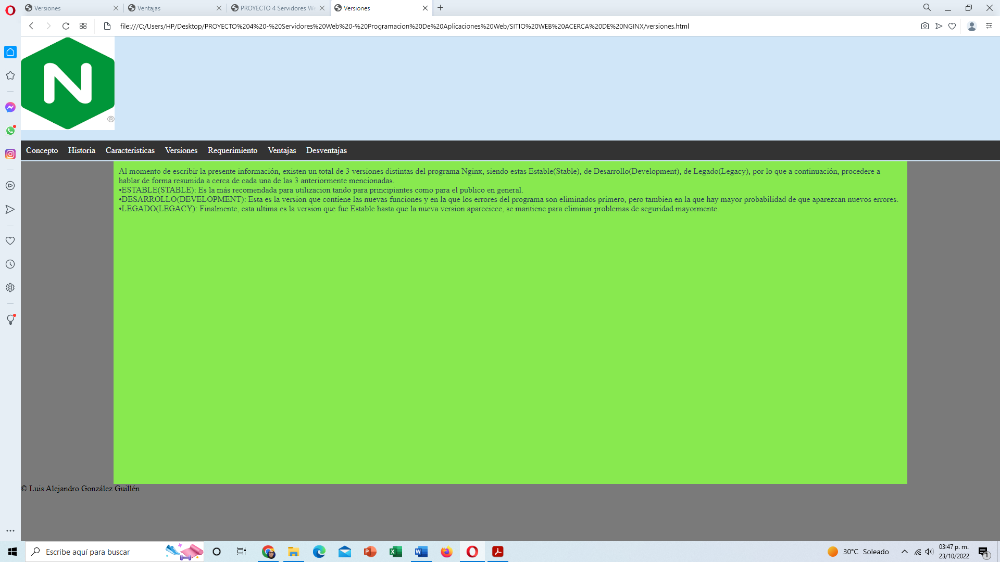 Versiones
Ventajas
PROYECTO 4 Servidores We
Versiones
file:///C:/Users/HP/Desktop/PROYECTO%204%20-%20Servidores%20Web%20-%20Programacion%20De%20Aplicaciones%20Web/SITIO%20WEB%20ACERCA%20DE%20NGINX/versiones.html
N
®
Concepto Historia Caracteristicas Versiones Requerimiento Ventajas Desventajas
Al momento de escribir la presente información, existen un total de 3 versiones distintas del programa Nginx, siendo estas Estable(Stable), de Desarrollo(Development), de Legado(Legacy), por lo que a continuación, procedere a
hablar de forma resumida a cerca de cada una de las 3 anteriormente mencionadas.
•ESTABLE(STABLE): Es la más recomendada para utilizacion tando para principiantes como para el publico en general.
•DESARROLLO(DEVELOPMENT): Esta es la version que contiene las nuevas funciones y en la que los errores del programa son eliminados primero, pero tambien en la que hay mayor probabilidad de que aparezcan nuevos errores.
•LEGADO(LEGACY): Finalmente, esta ultima es la version que fue Estable hasta que la nueva version apareciece, se mantiene para eliminar problemas de seguridad mayormente.
© Luis Alejandro González Guillén
Escribe aquí para buscar
30°C Soleado
03:47 p. m.
23/10/2022
1